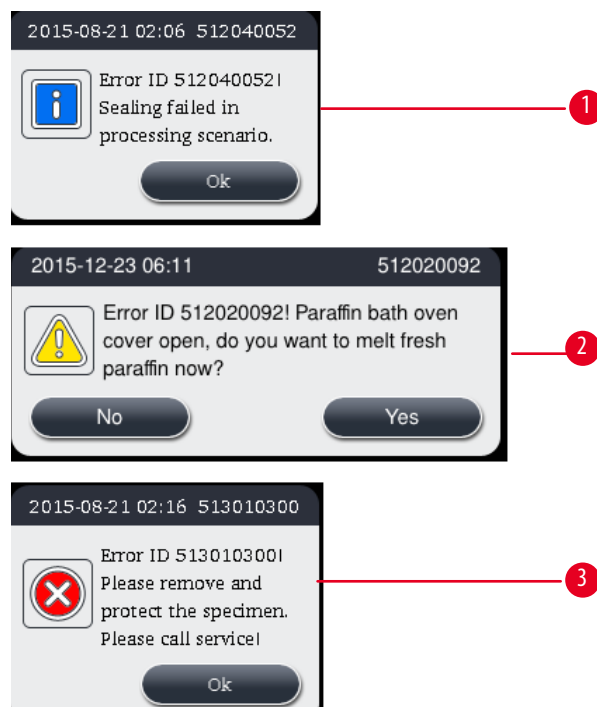 2015-08-21 02:06 512040052
Error ID 512040052!
Sealing failed in
processing scenario.
Ok
1
2015-12-23 06:11 512020092
Error ID 512020092! Paraffin bath oven
cover open, do you want to melt fresh
paraffin now?
No Yes
2
2015-08-21 02:16 513010300
Error ID 513010300!
Please remove and
protect the specimen.
Please call service!
Ok
3